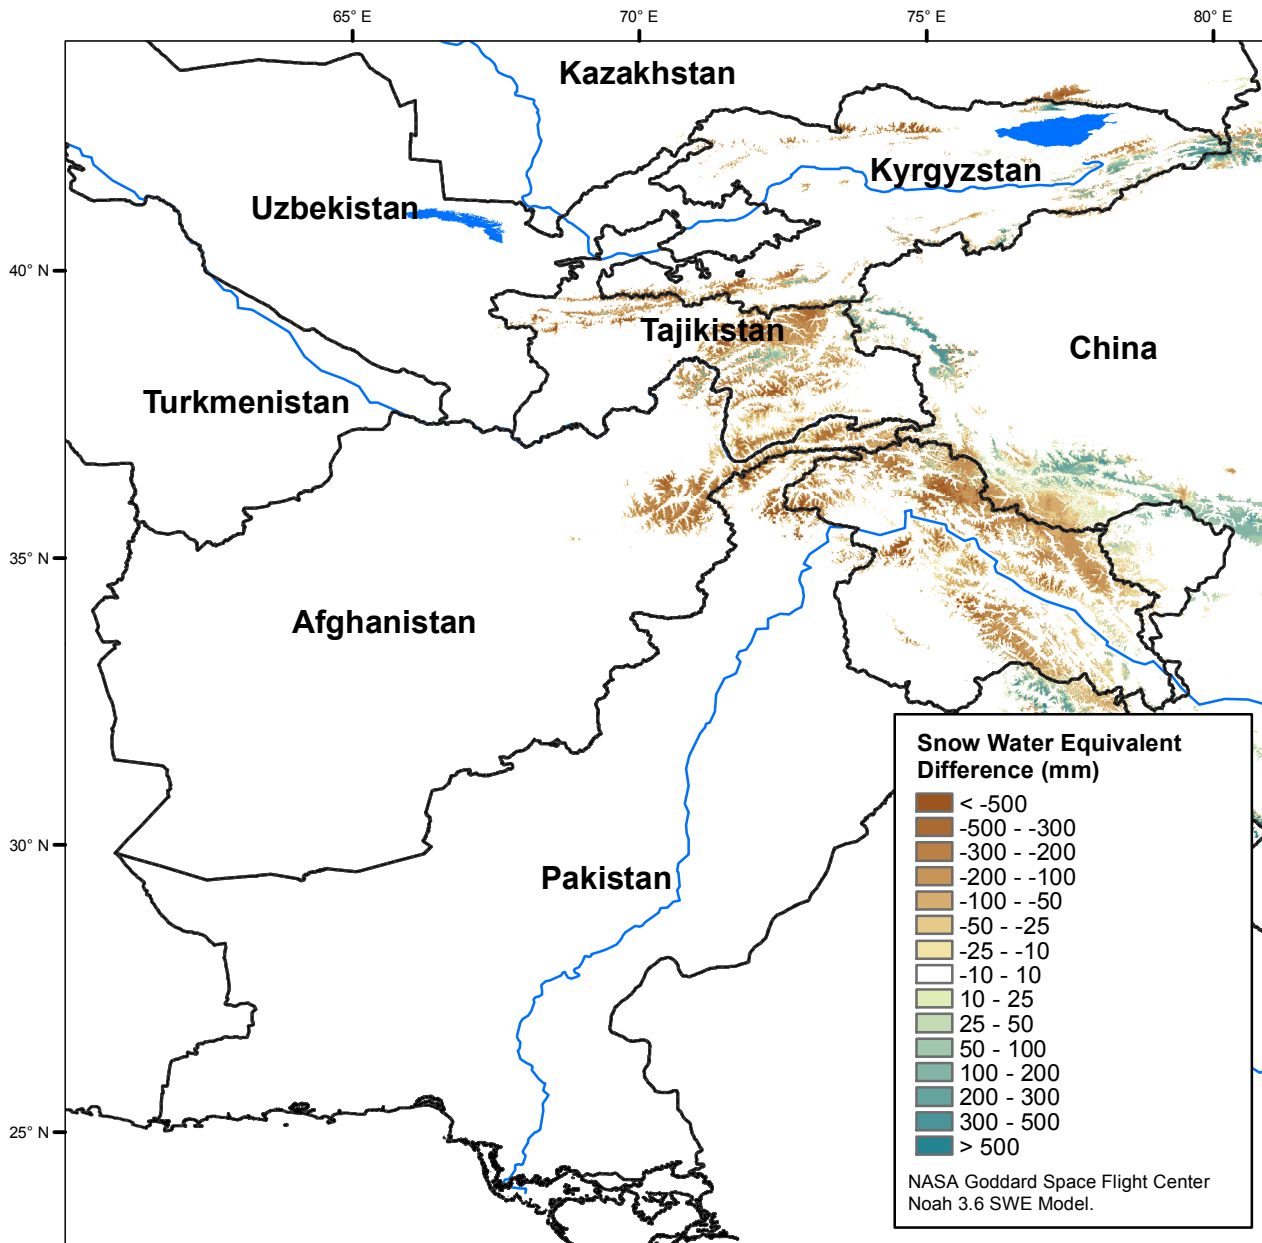 65° E
70° E
75° E
80° E
Kazakhstan
Kyrgyzstan
Uzbekistan
40° N
Tajikistan
China
Turkmenistan
35° N
Afghanistan
30° N
Pakistan
25° N
Snow Water Equivalent
Difference (mm)
< -500
-500 - -300
-300 - -200
-200 - -100
-100 - -50
-50 - -25
-25 - -10
-10 - 10
10 - 25
25 - 50
50 - 100
100 - 200
200 - 300
300 - 500
> 500
NASA Goddard Space Flight Center
Noah 3.6 SWE Model.